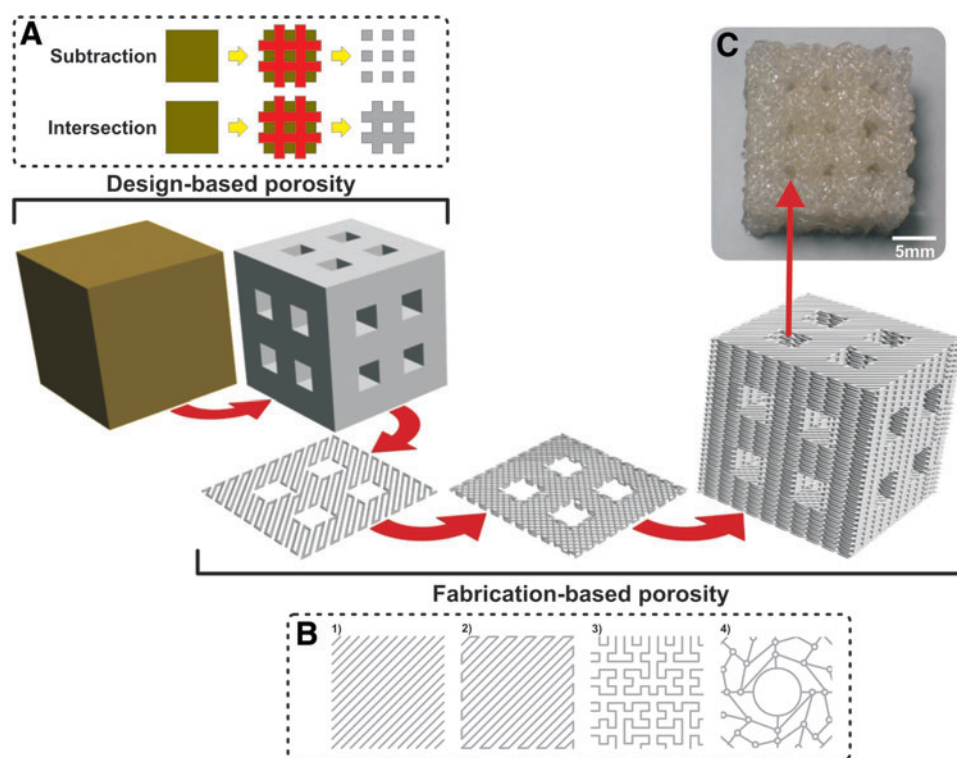 A
Subtraction
Intersection
Design-based porosity
C
5mm
Fabrication-based porosity
B
1)
2)
3)
4)